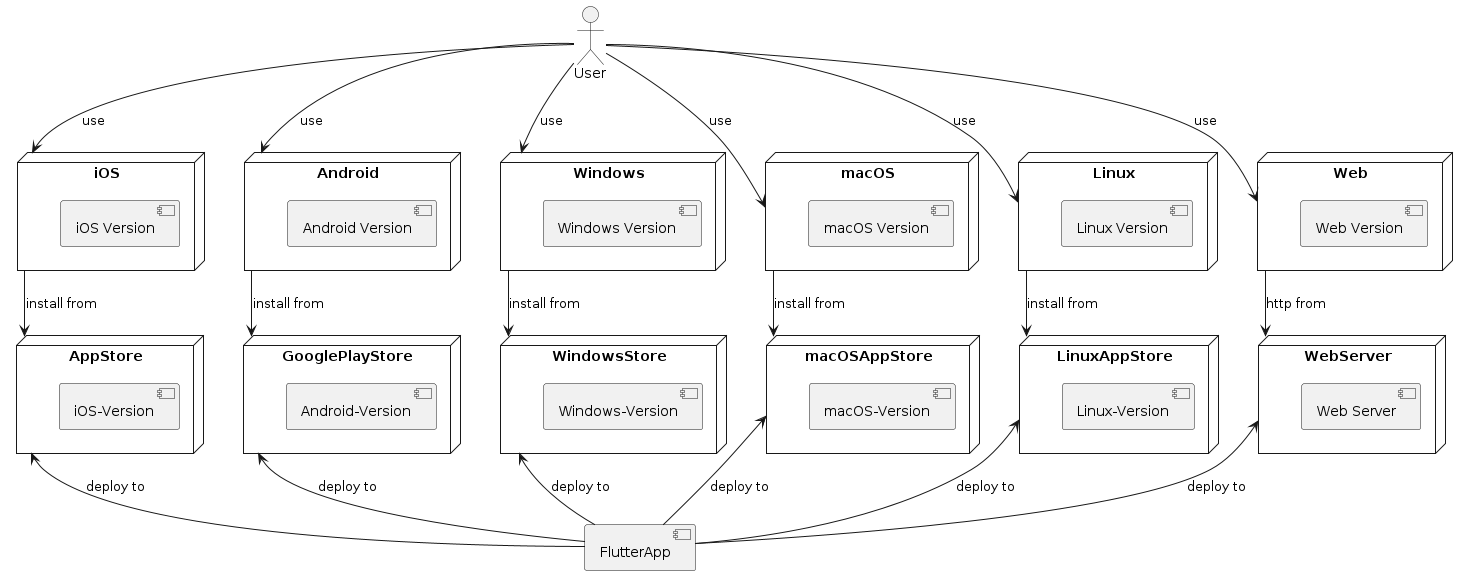 User
use
use
use
use
use
use
iOS
Android
Windows
macOS
Linux
Web
iOS Version
Android Version
Windows Version
macOS Version
Linux Version
Web Version
install from
install from
install from
install from
install from
http from
AppStore
GooglePlayStore
WindowsStore
macOSAppStore
LinuxAppStore
WebServer
iOS-Version
Android-Version
Windows-Version
macOS-Version
Linux-Version
Web Server
deploy to
deploy to
deploy to
deploy to
deploy to
deploy to
FlutterApp